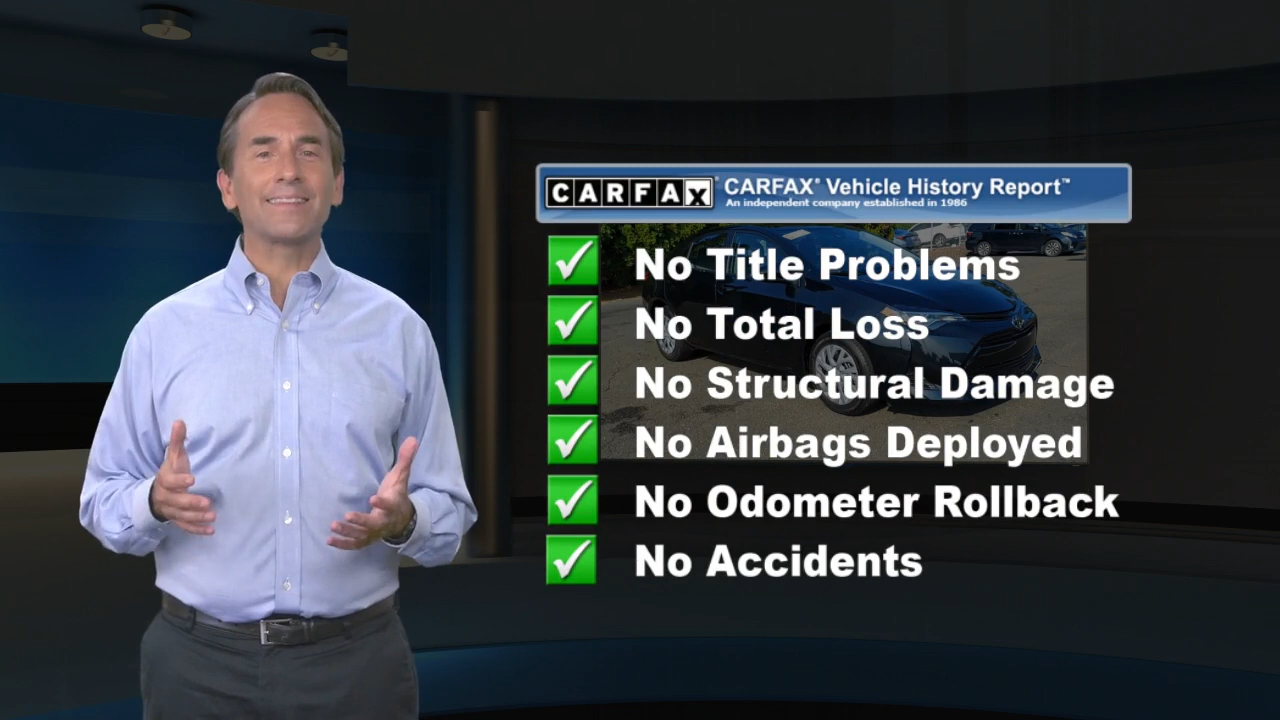 CARFAX
CARFAX® Vehicle History Report™
An independent company established in 1986
No Title Problems
No Total Loss
No Structural Damage
No Airbags Deployed
No Odometer Rollback
No Accidents